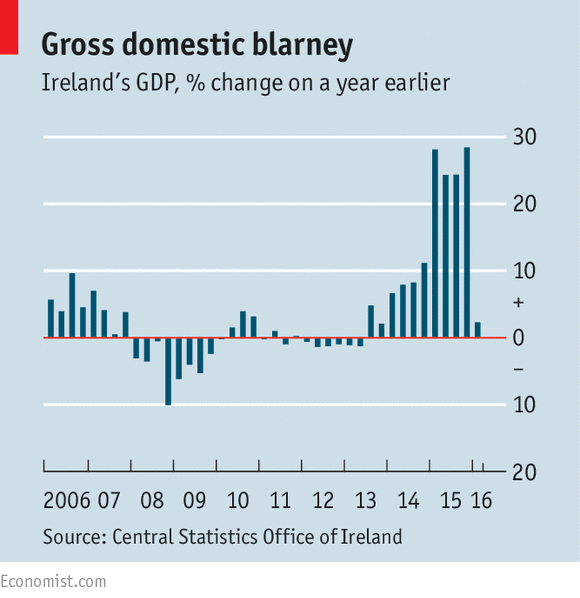 Gross domestic blarney
Ireland's GDP, % change on a year earlier
30
20
10
+
0
–
10
20
2006 07 08 09 10 11 12 13 14 15 16
Source: Central Statistics Office of Ireland
Economist.com